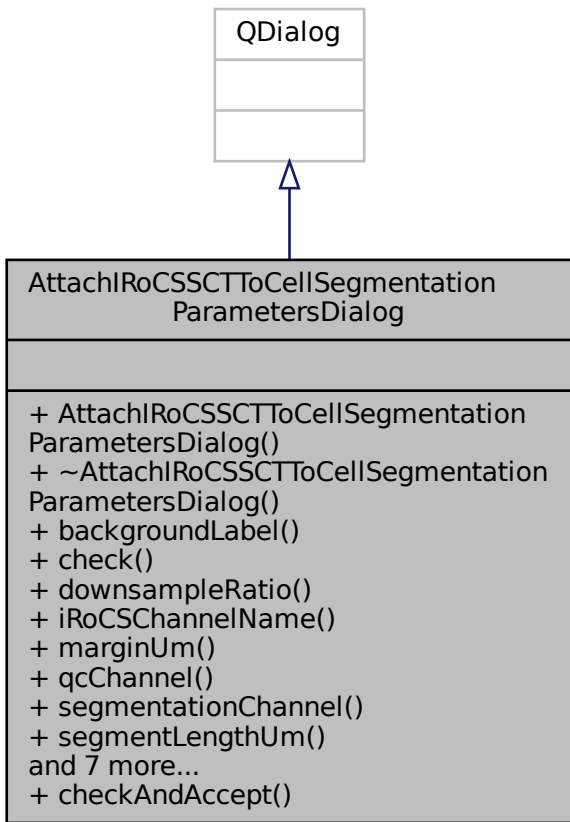 QDialog
AttachIRoCSSCTToCellSegmentation
ParametersDialog
+ AttachIRoCSSCTToCellSegmentation
ParametersDialog()
+ ~AttachIRoCSSCTToCellSegmentation
ParametersDialog()
+ backgroundLabel()
+ check()
+ downsampleRatio()
+ iRoCSChannelName()
+ marginUm()
+ qcChannel()
+ segmentationChannel()
+ segmentLengthUm()
and 7 more...
+ checkAndAccept()